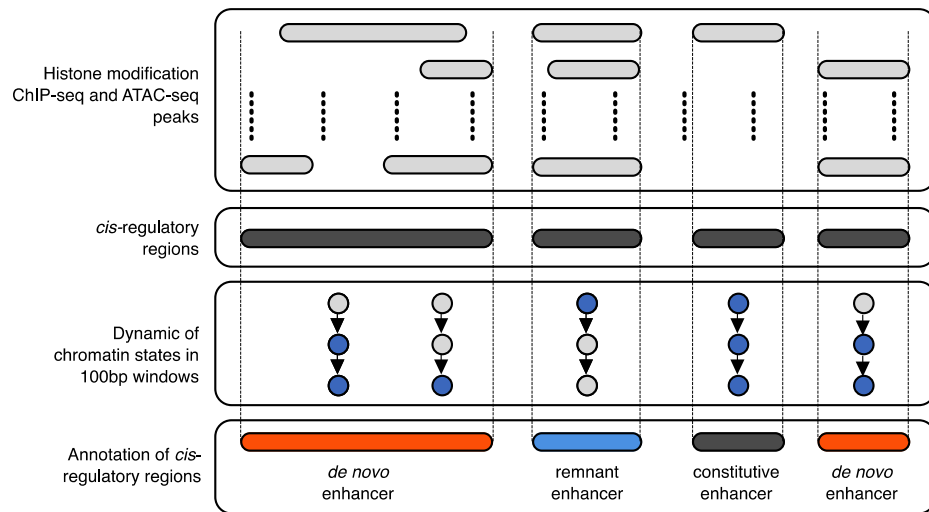 Histone modification
ChIP-seq and ATAC-seq
peaks
cis-regulatory
regions
Dynamic of
chromatin states in
100bp windows
Annotation of cis-
regulatory regions
de novo
enhancer
remnant
enhancer
constitutive
enhancer
de novo
enhancer